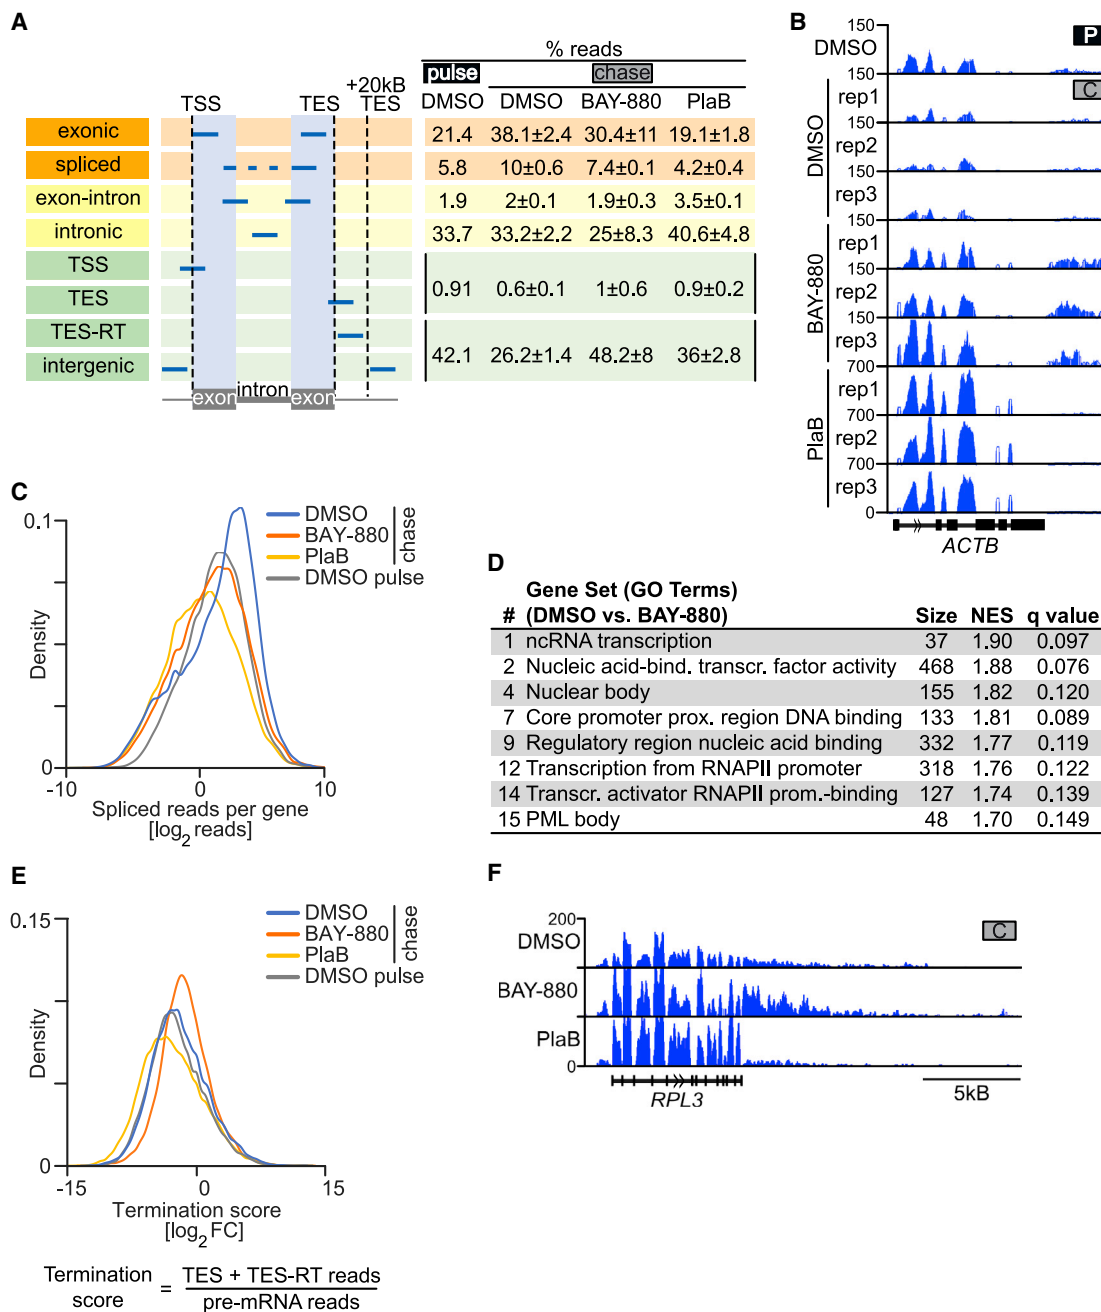 A
% reads
pulse chase
DMSO DMSO BAY-880 PlaB
TSS TES +20kB TES
exonic 21.4 38.1±2.4 30.4±11 19.1±1.8
spliced 5.8 10±0.6 7.4±0.1 4.2±0.4
exon-intron 1.9 2±0.1 1.9±0.3 3.5±0.1
intronic 33.7 33.2±2.2 25±8.3 40.6±4.8
TSS
TES
0.91 0.6±0.1 1±0.6 0.9±0.2
TES-RT
intergenic
42.1 26.2±1.4 48.2±8 36±2.8
exon intron exon
B
150
DMSO P
150
C
DMSO
rep1
150
rep2
150
rep3
150
BAY-880
rep1
150
rep2
150
rep3
700
PlaB
rep1
700
rep2
700
rep3
0
ACTB
C
0.1
0
Density
DMSO
BAY-880
PlaB
chase
DMSO pulse
-10 0 10
Spliced reads per gene
[log2 reads]
D
Gene Set (GO Terms)
# (DMSO vs. BAY-880) Size NES q value
1 ncRNA transcription 37 1.90 0.097
2 Nucleic acid-bind. transcr. factor activity 468 1.88 0.076
4 Nuclear body 155 1.82 0.120
7 Core promoter prox. region DNA binding 133 1.81 0.089
9 Regulatory region nucleic acid binding 332 1.77 0.119
12 Transcription from RNAPII promoter 318 1.76 0.122
14 Transcr. activator RNAPII prom.-binding 127 1.74 0.139
15 PML body 48 1.70 0.149
E
0.15
0
Density
DMSO
BAY-880
PlaB
chase
DMSO pulse
-15 0 15
Termination score
[log2 FC]
Termination score = TES + TES-RT reads
pre-mRNA reads
F
200
DMSO C
BAY-880
PlaB
0
RPL3
5kB